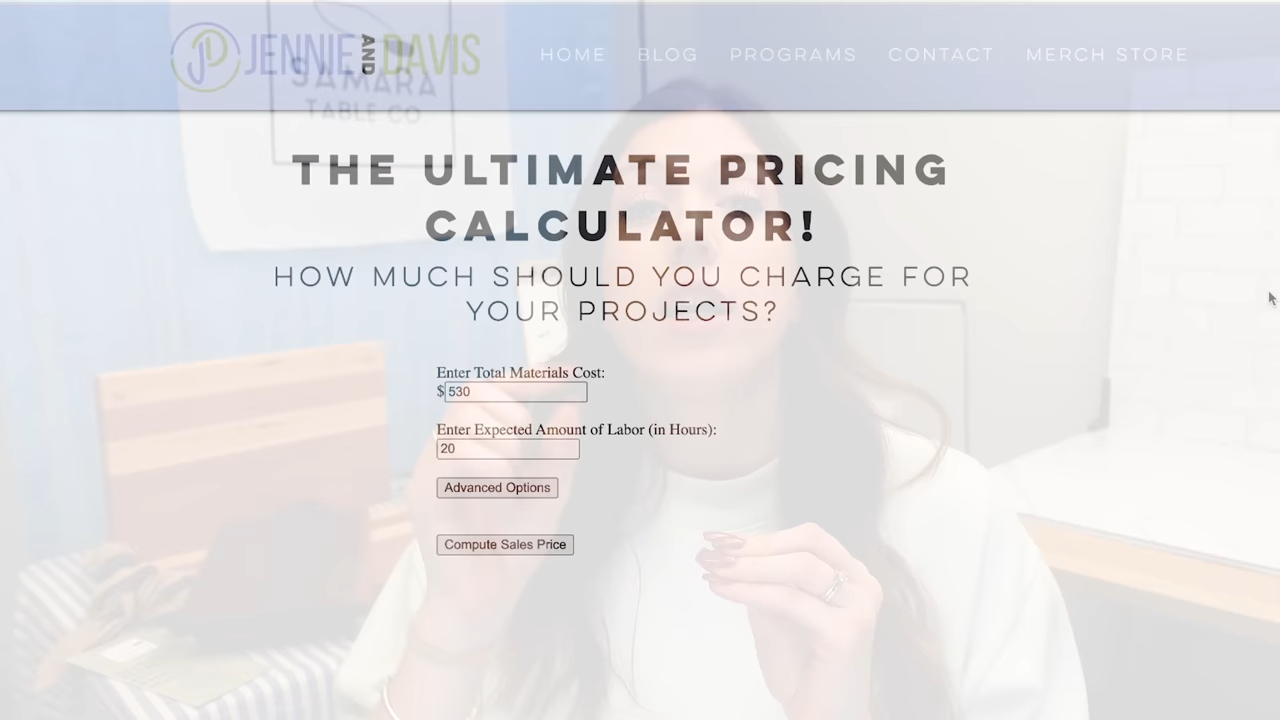 JENNIE AND DAVIS
HOME BLOG PROGRAMS CONTACT MERCH STORE
SAMARA
TABLE CO
THE ULTIMATE PRICING
CALCULATOR!
HOW MUCH SHOULD YOU CHARGE FOR
YOUR PROJECTS?
Enter Total Materials Cost:
$530
Enter Expected Amount of Labor (in Hours):
20
Advanced Options
Compute Sales Price